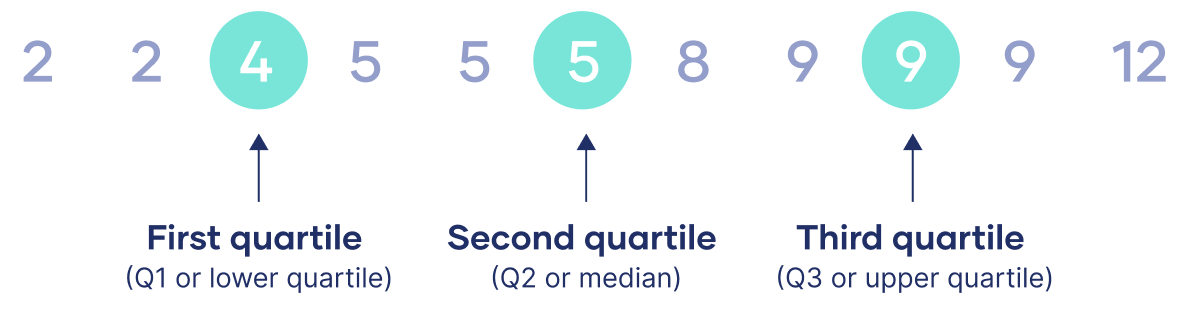 2 2 4 5 5 5 8 9 9 9 12
First quartile Second quartile Third quartile
(Q1 or lower quartile) (Q2 or median) (Q3 or upper quartile)